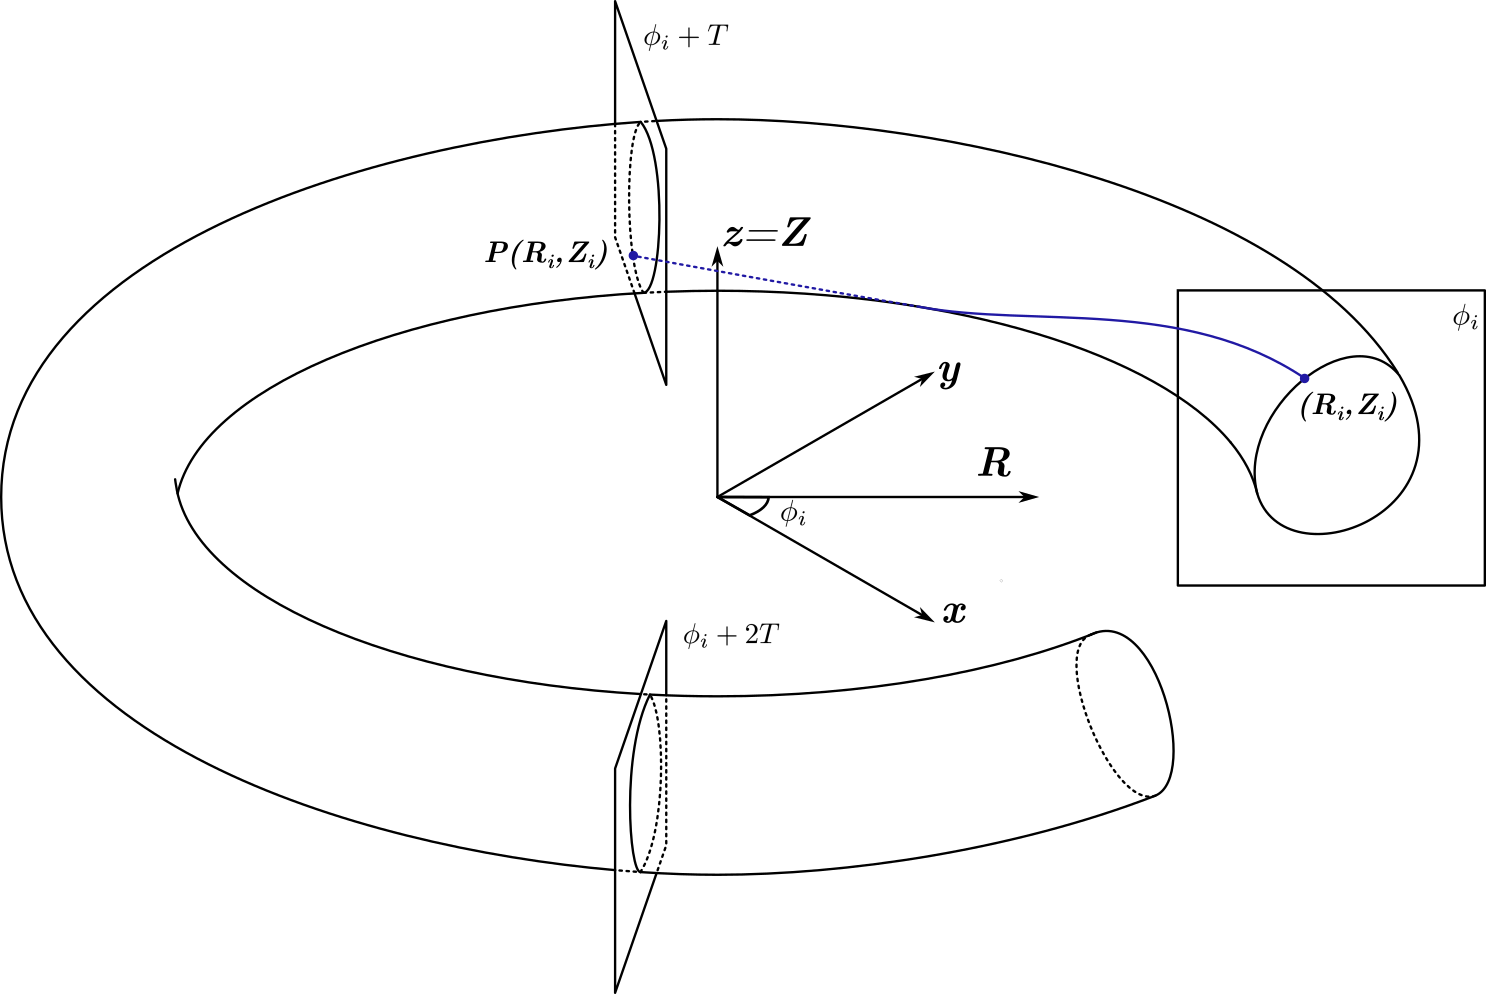 ϕᵢ + T
z=Z
P(Rᵢ, Zᵢ)
ϕᵢ
y
(Rᵢ, Zᵢ)
R
ϕᵢ
x
ϕᵢ + 2T